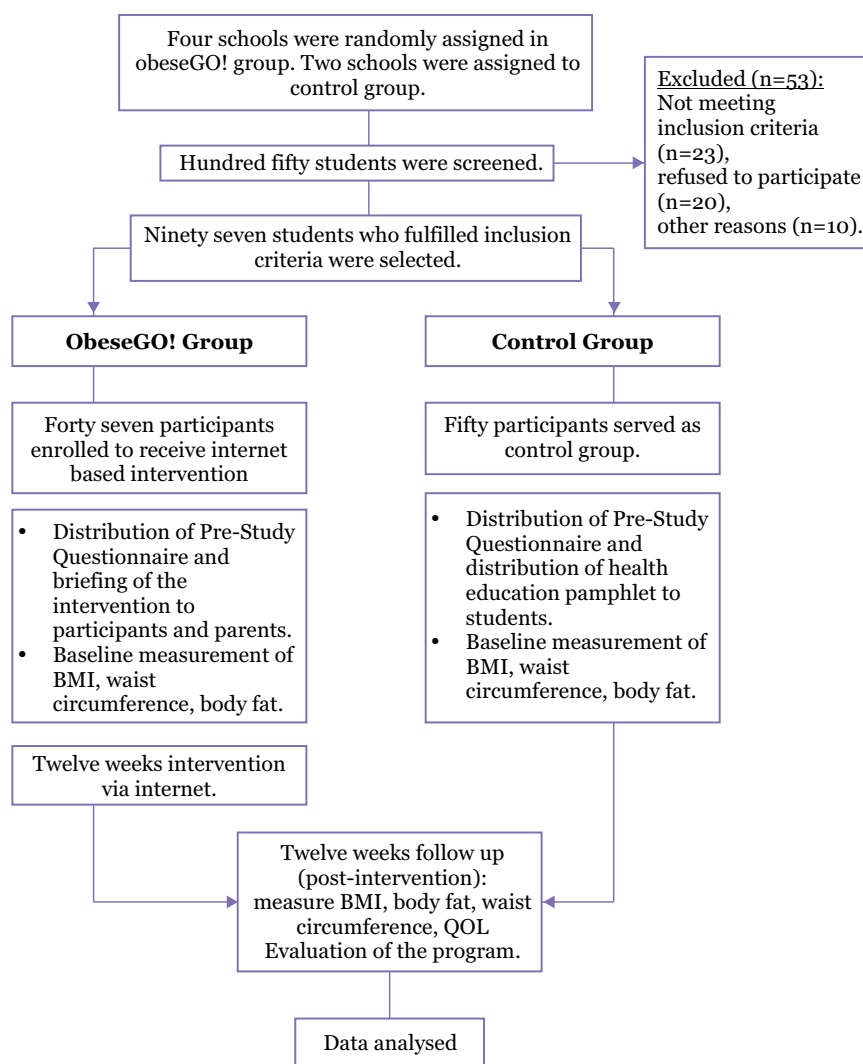 Four schools were randomly assigned in
obeseGO! group. Two schools were assigned to
control group.
Excluded (n=53):
Not meeting
inclusion criteria
(n=23),
refused to participate
(n=20),
other reasons (n=10).
Hundred fifty students were screened.
Ninety seven students who fulfilled inclusion
criteria were selected.
ObeseGO! Group
Control Group
Forty seven participants
enrolled to receive internet
based intervention
Fifty participants served as
control group.
• Distribution of Pre-Study
Questionnaire and
briefing of the
intervention to
participants and parents.
• Baseline measurement of
BMI, waist
circumference, body fat.
• Distribution of Pre-Study
Questionnaire and
distribution of health
education pamphlet to
students.
• Baseline measurement of
BMI, waist
circumference, body fat.
Twelve weeks intervention
via internet.
Twelve weeks follow up
(post-intervention):
measure BMI, body fat, waist
circumference, QOL
Evaluation of the program.
Data analysed